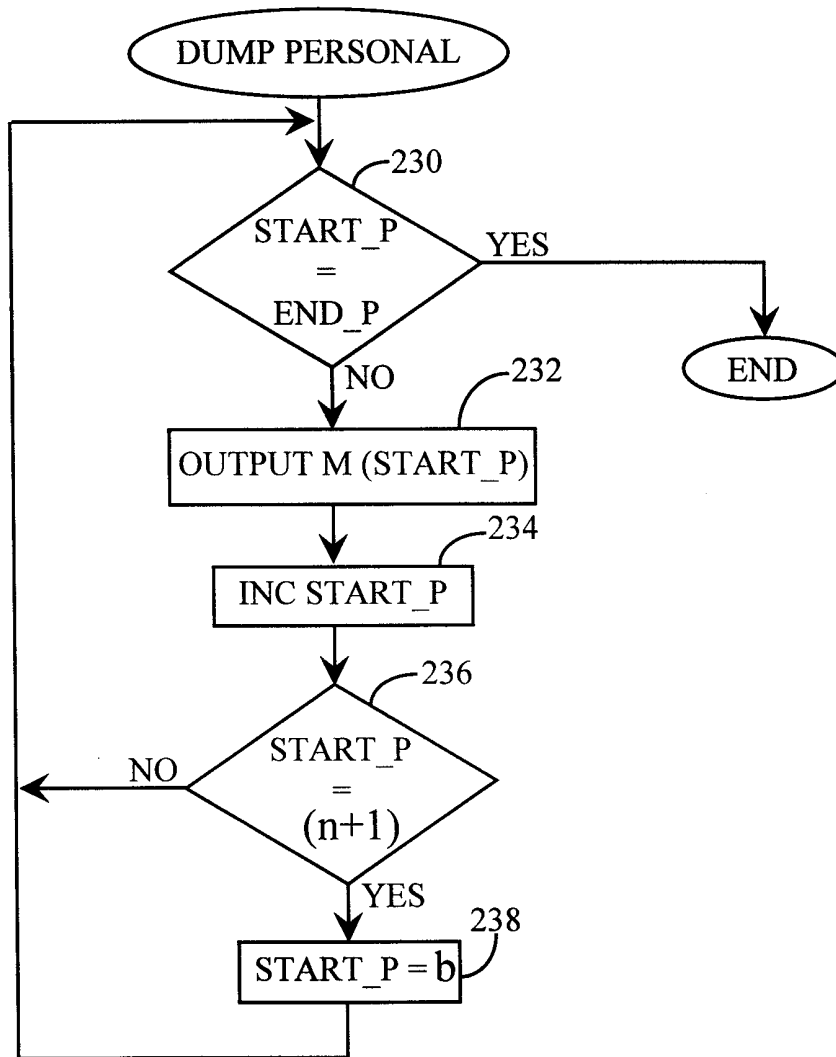 DUMP PERSONAL
230
START_P
=
END_P
YES
END
NO
232
OUTPUT M (START_P)
234
INC START_P
236
START_P
=
(n+1)
NO
YES
238
START_P = b